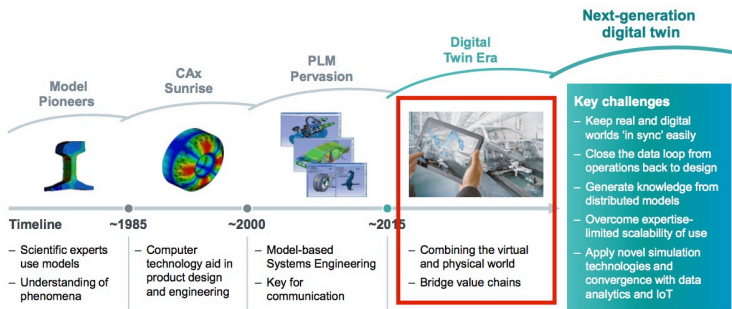 Next-generation
digital twin
Digital
Twin Era
PLM
Pervasion
CAx
Sunrise
Model
Pioneers
Key challenges
– Keep real and digital
worlds 'in sync' easily
– Close the data loop from
operations back to design
– Generate knowledge from
distributed models
– Overcome expertise-
limited scalability of use
– Apply novel simulation
technologies and
convergence with data
analytics and IoT
Timeline
~1985
~2000
~2015
– Scientific experts
use models
– Understanding of
phenomena
– Computer
technology aid in
product design
and engineering
– Model-based
Systems Engineering
– Key for
communication
– Combining the virtual
and physical world
– Bridge value chains